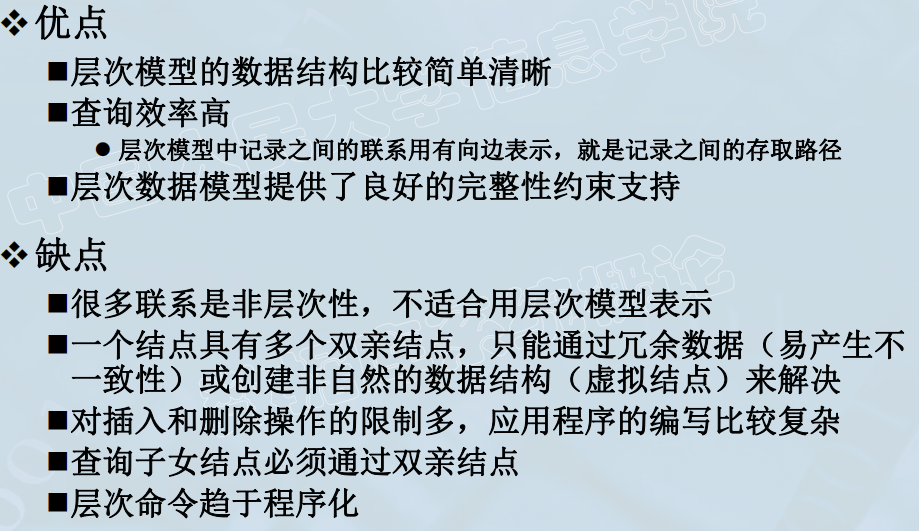 ❖优点
■层次模型的数据结构比较简单清晰
■查询效率高
●层次模型中记录之间的联系用有向边表示，就是记录之间的存取路径
■层次数据模型提供了良好的完整性约束支持
❖缺点
■很多联系是非层次性，不适合用层次模型表示
■一个结点具有多个双亲结点，只能通过冗余数据（易产生不
一致性）或创建非自然的数据结构（虚拟结点）来解决
■对插入和删除操作的限制多，应用程序的编写比较复杂
■查询子女结点必须通过双亲结点
■层次命令趋于程序化